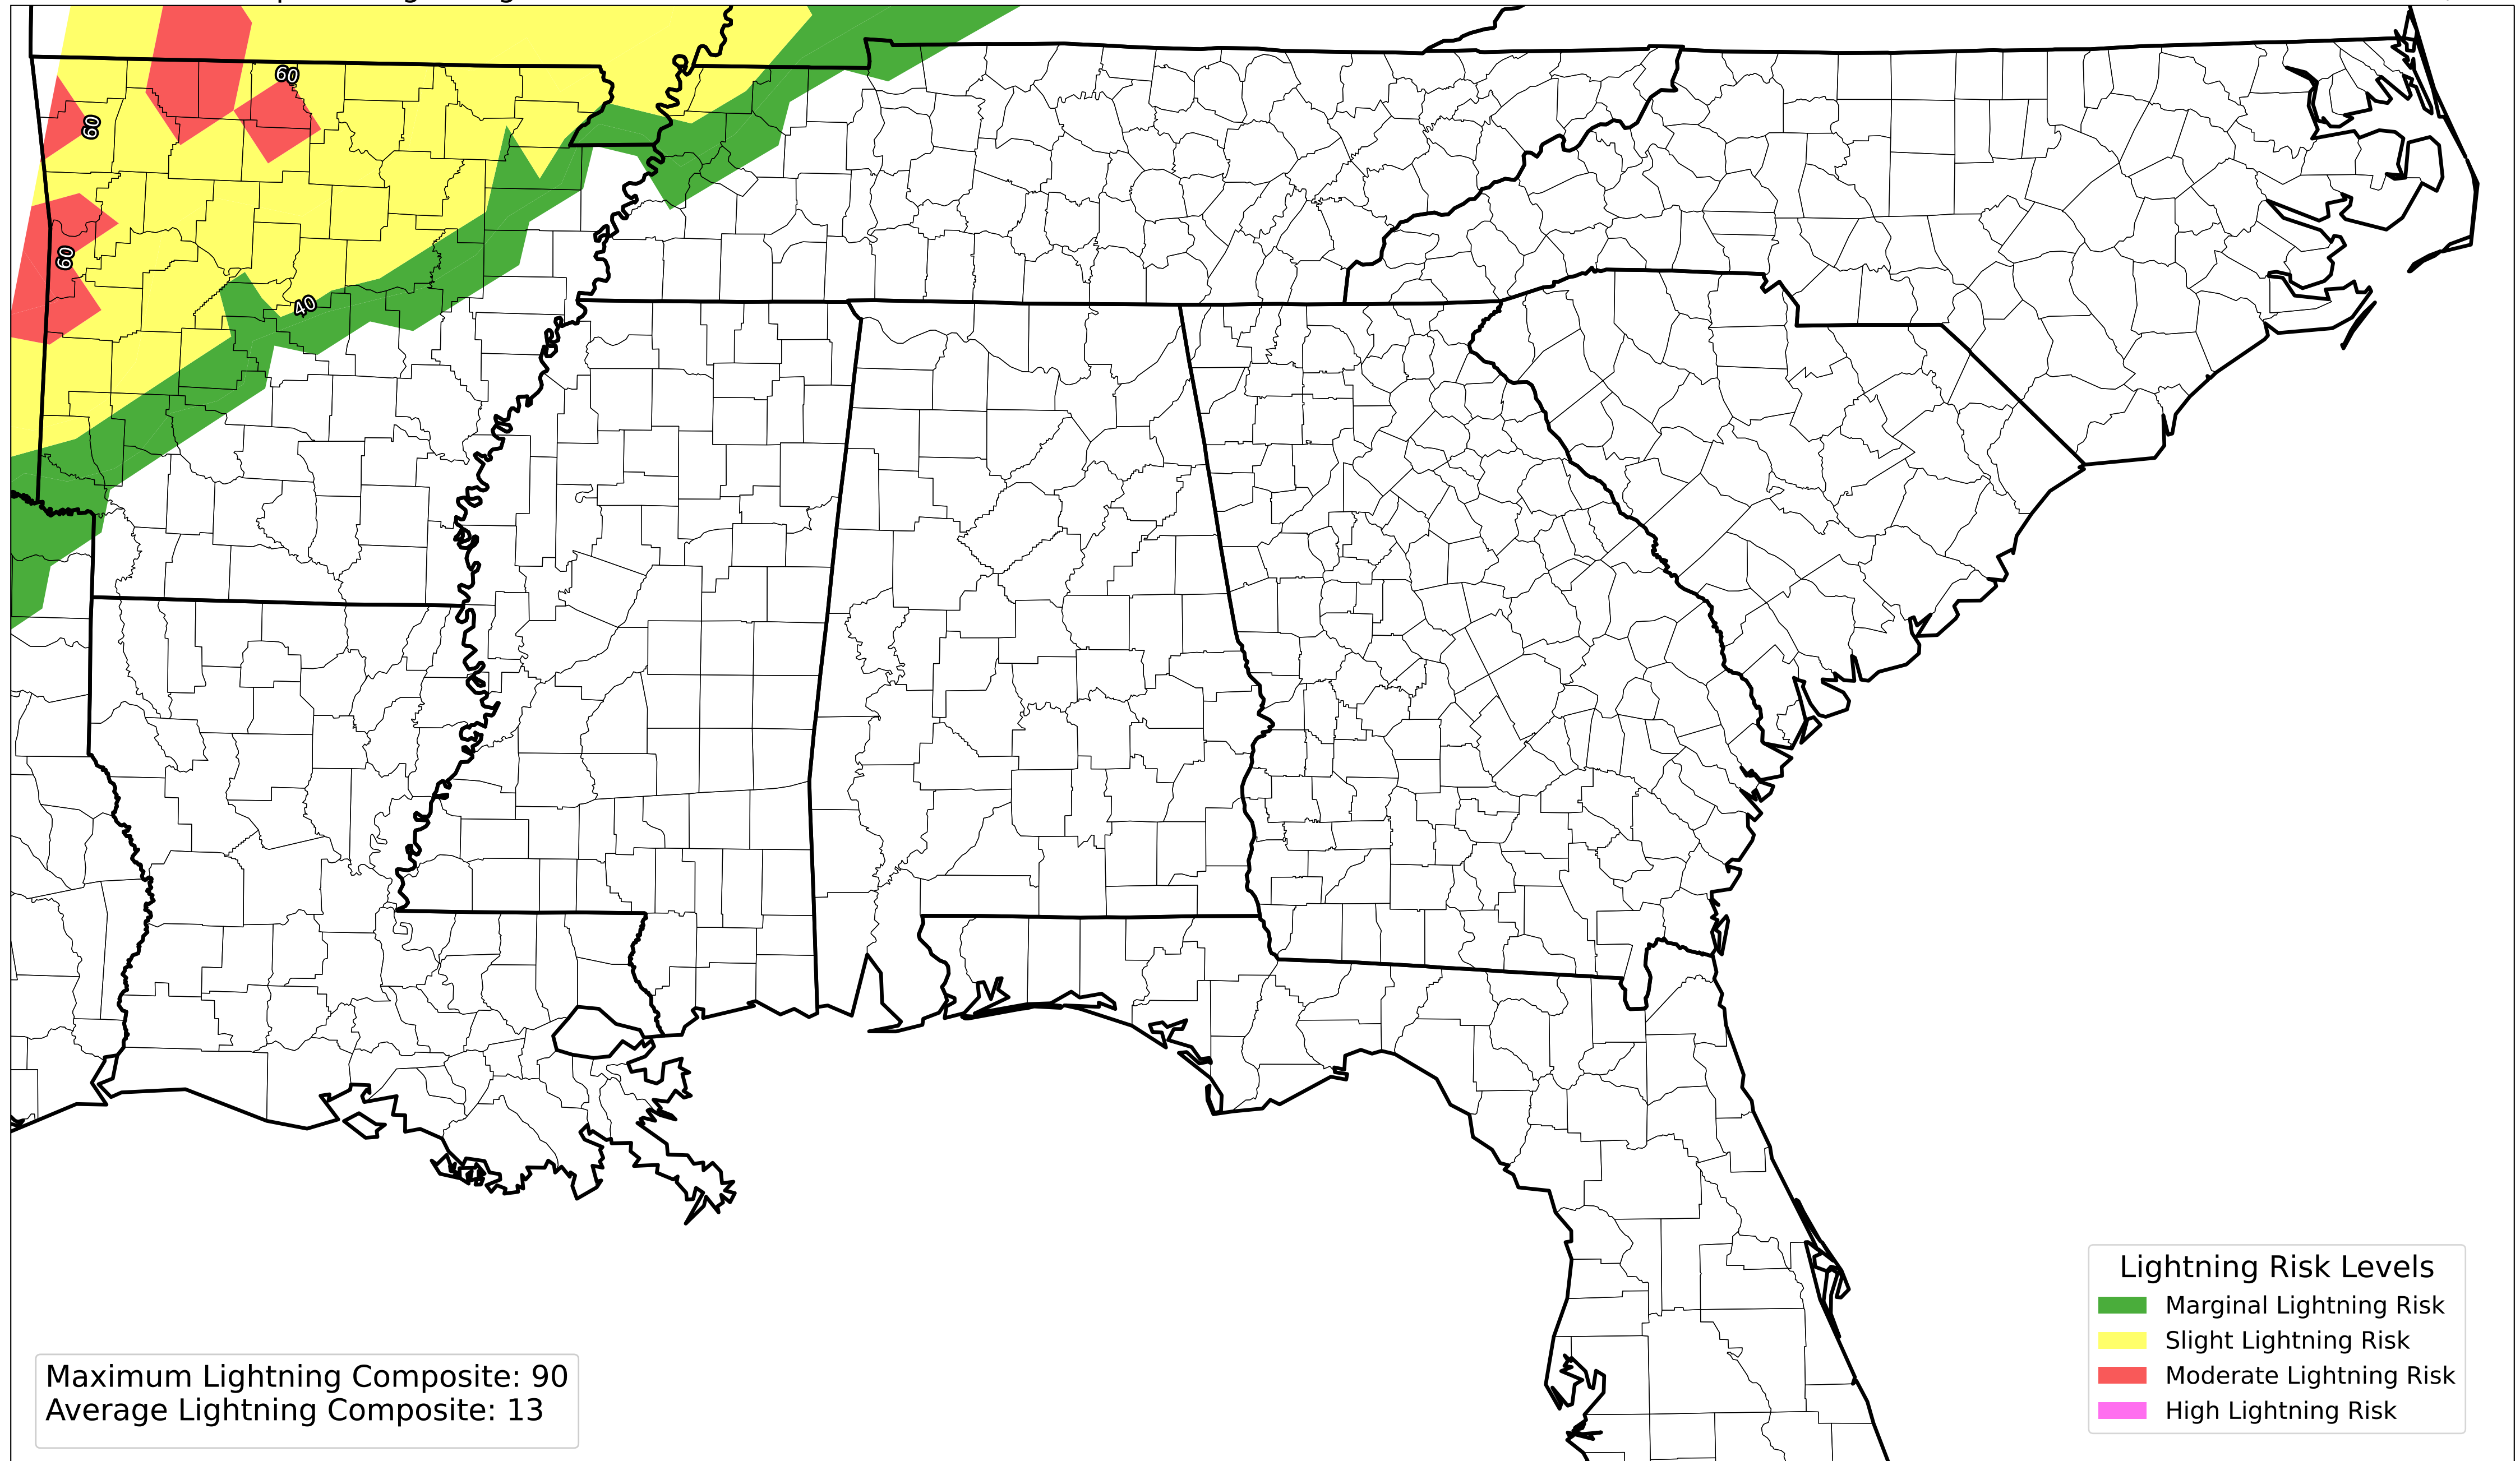 60
60
60
40
Lightning Risk Levels
Marginal Lightning Risk
Slight Lightning Risk
Moderate Lightning Risk
High Lightning Risk
Maximum Lightning Composite: 90
Average Lightning Composite: 13